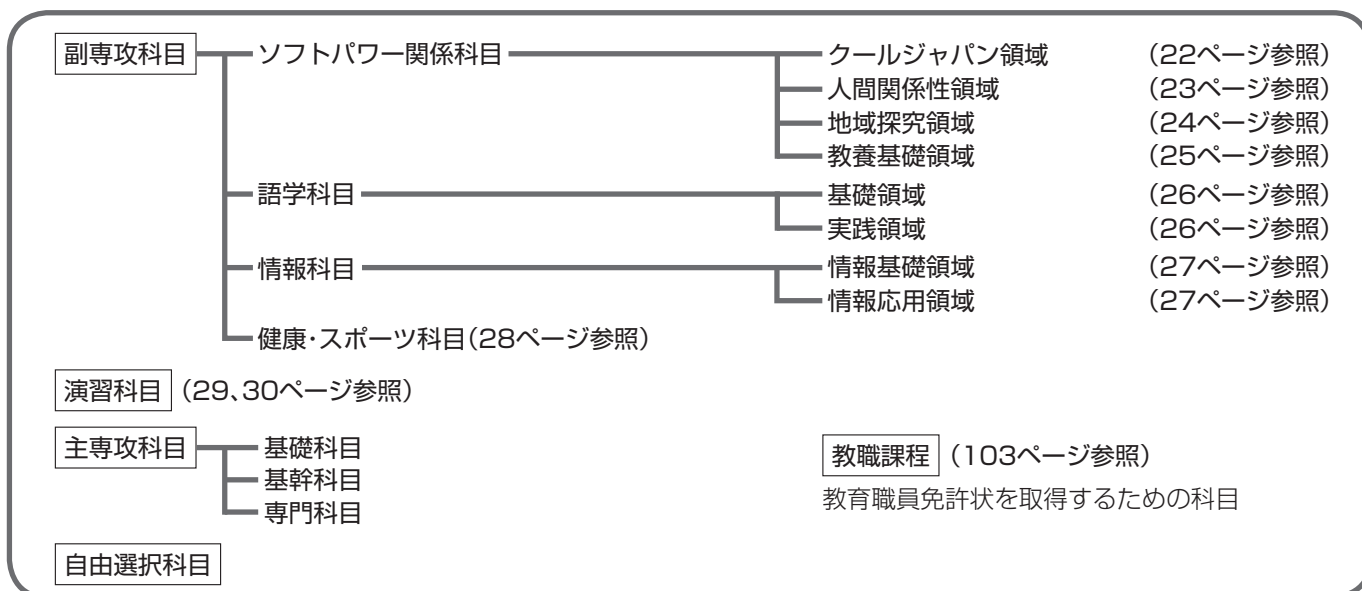 副専攻科目 ソフトパワー関係科目 クールジャパン領域 (22ページ参照)
人間関係性領域 (23ページ参照)
地域探究領域 (24ページ参照)
教養基礎領域 (25ページ参照)
語学科目 基礎領域 (26ページ参照)
実践領域 (26ページ参照)
情報科目 情報基礎領域 (27ページ参照)
情報応用領域 (27ページ参照)
健康・スポーツ科目(28ページ参照)
演習科目 (29、30ページ参照)
主専攻科目 基礎科目
基幹科目
専門科目
教職課程 (103ページ参照)
教育職員免許状を取得するための科目
自由選択科目